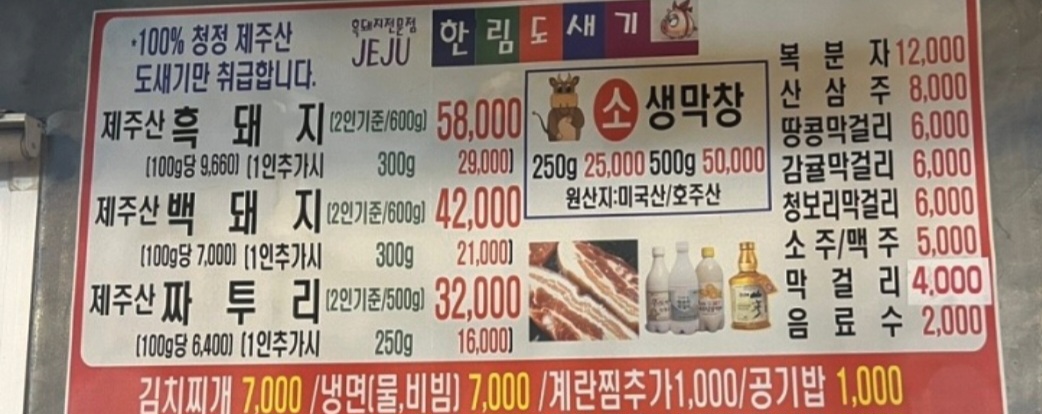 *100% 청정 제주산
도새기만 취급합니다.
흑돼지전문점
JEJU
한림도새기
제주산 흑 돼 지 (2인기준/600g) 58,000
(100g당 9,660) (1인추가시 300g 29,000)
제주산 백 돼 지 (2인기준/600g) 42,000
(100g당 7,000) (1인추가시 300g 21,000)
제주산 짜 투 리 (2인기준/500g) 32,000
(100g당 6,400) (1인추가시 250g 16,000)
소 생막창
250g 25,000 500g 50,000
원산지:미국산/호주산
복 분 자 12,000
산 삼 주 8,000
땅콩막걸리 6,000
감귤막걸리 6,000
청보리막걸리 6,000
소 주/맥 주 5,000
막 걸 리 4,000
음 료 수 2,000
김치찌개 7,000 /냉면(물,비빔) 7,000 /계란찜추가1,000/공기밥 1,000